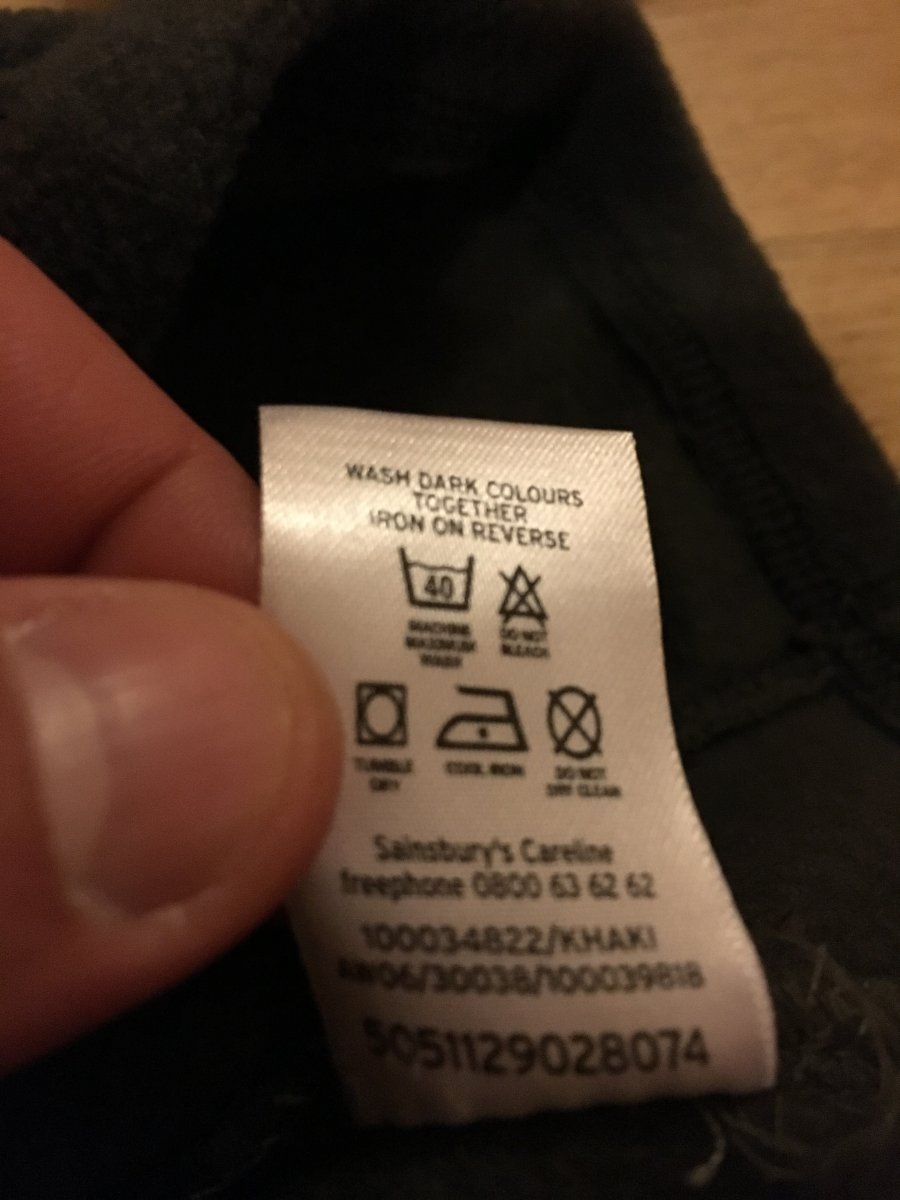 WASH DARK COLOURS
TOGETHER
IRON ON REVERSE
40
MACHINE
MAXIMUM
WASH
DO NOT
BLEACH
TUMBLE
DRY
COOL IRON
DO NOT
DRY CLEAN
Sainsbury's Careline
freephone 0800 63 62 62
100034822/KHAKI
AW06/30038/100039818
5051129028074